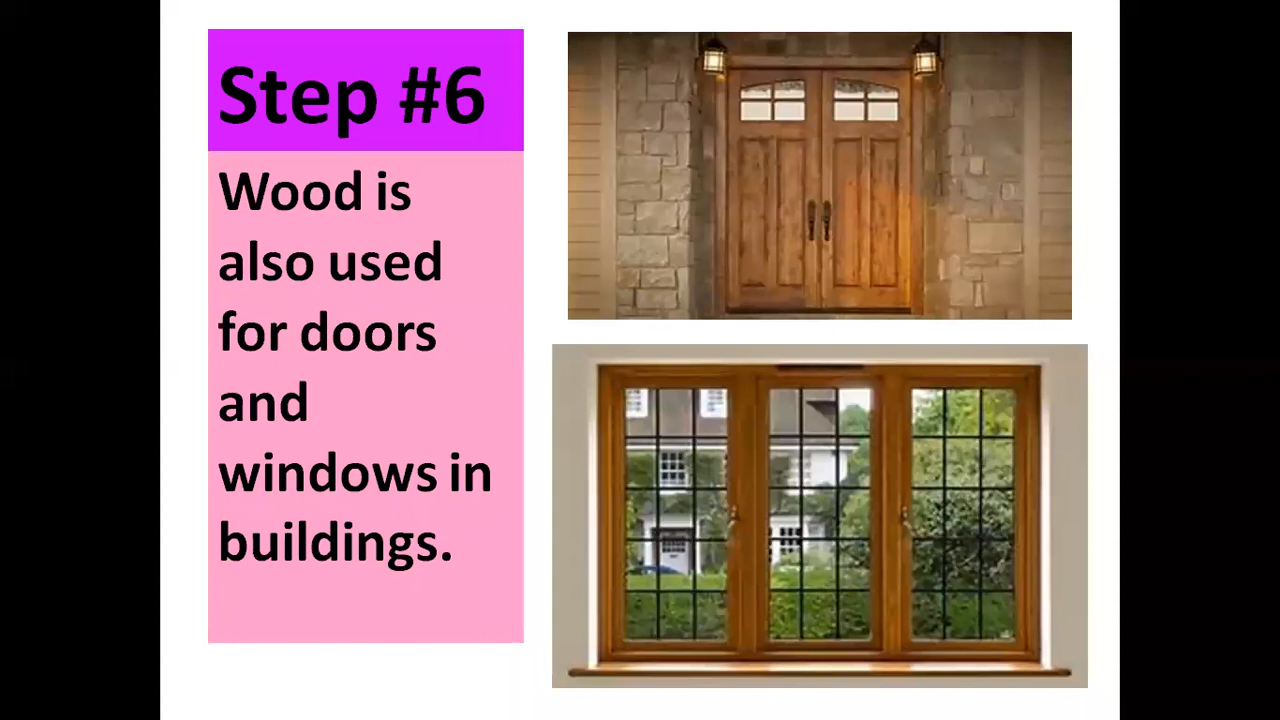 Step #6
Wood is
also used
for doors
and
windows in
buildings.